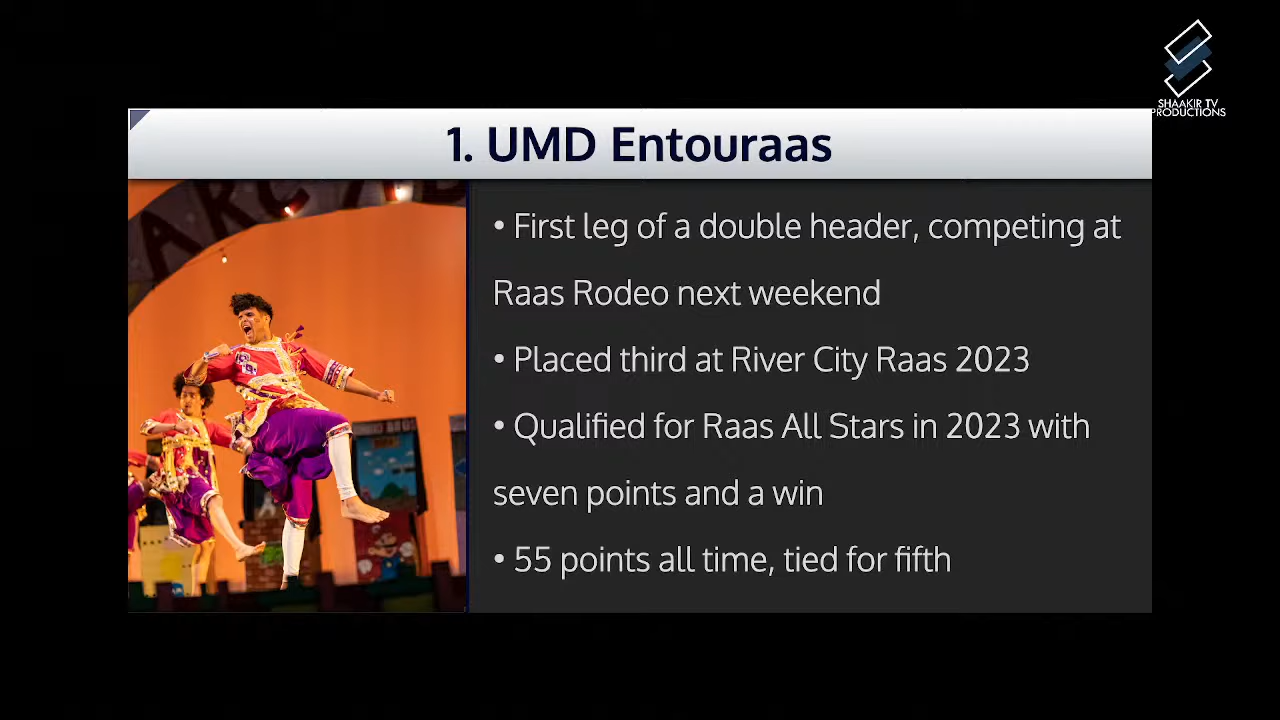 SHAAKIR TV
PRODUCTIONS
1. UMD Entouraas
• First leg of a double header, competing at
Raas Rodeo next weekend
• Placed third at River City Raas 2023
• Qualified for Raas All Stars in 2023 with
seven points and a win
• 55 points all time, tied for fifth